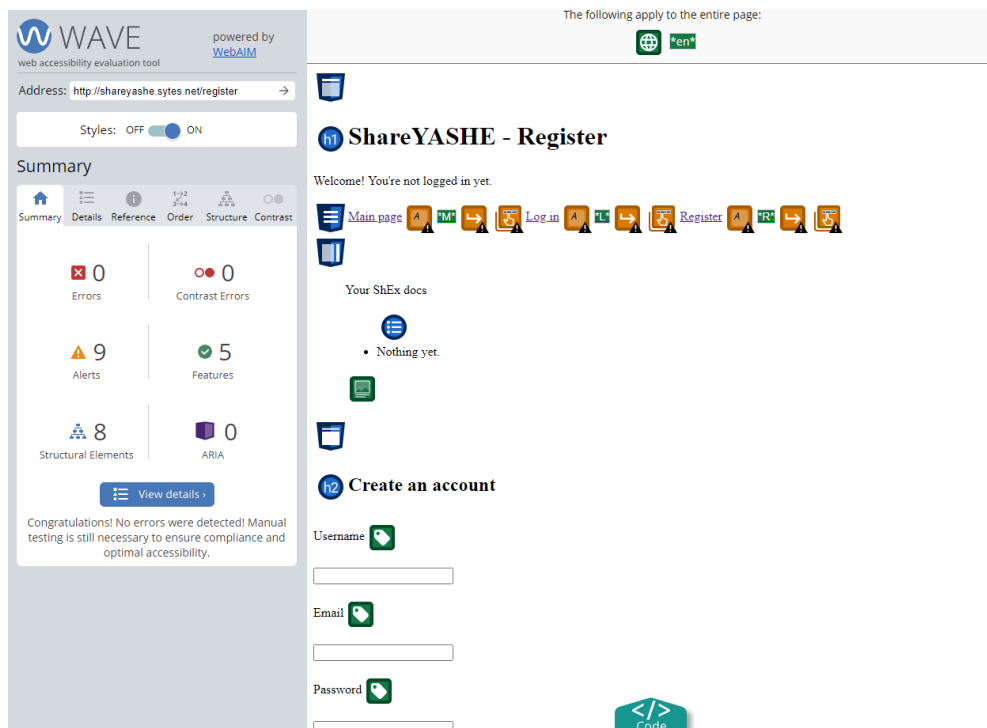 WAVE
powered by
WebAIM
web accessibility evaluation tool
Address: http://shareyashe.sytes.net/register
Styles: OFF ON
Summary
Summary Details Reference Order Structure Contrast
0 0
Errors Contrast Errors
9 5
Alerts Features
8 0
Structural Elements ARIA
View details ›
Congratulations! No errors were detected! Manual
testing is still necessary to ensure compliance and
optimal accessibility.
The following apply to the entire page:
*en*
h1 ShareYASHE - Register
Welcome! You're not logged in yet.
Main page A *M* Log in A *L* Register A *R*
Your ShEx docs
• Nothing yet.
h2 Create an account
Username
Email
Password
</>
Code